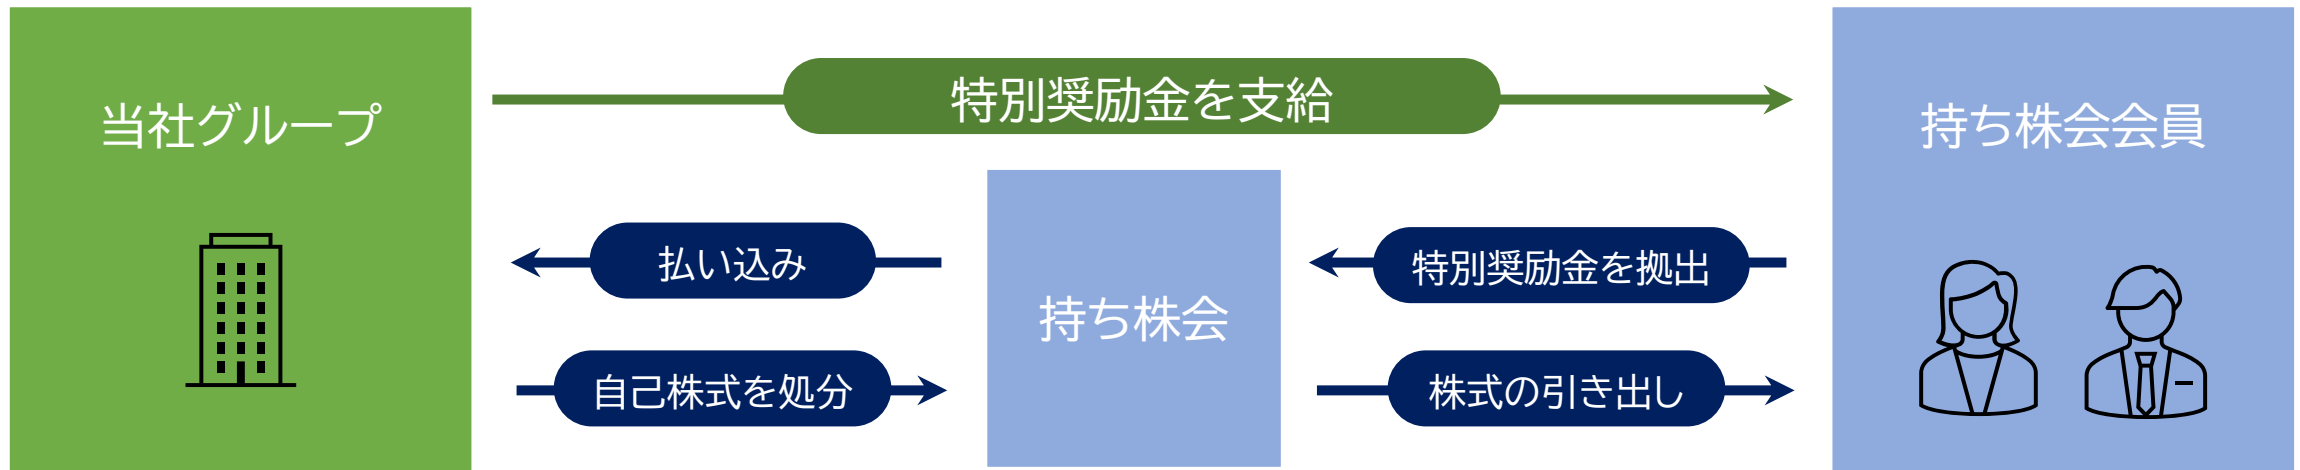 当社グループ
特別奨励金を支給
持ち株会会員
払い込み
特別奨励金を拠出
持ち株会
自己株式を処分
株式の引き出し